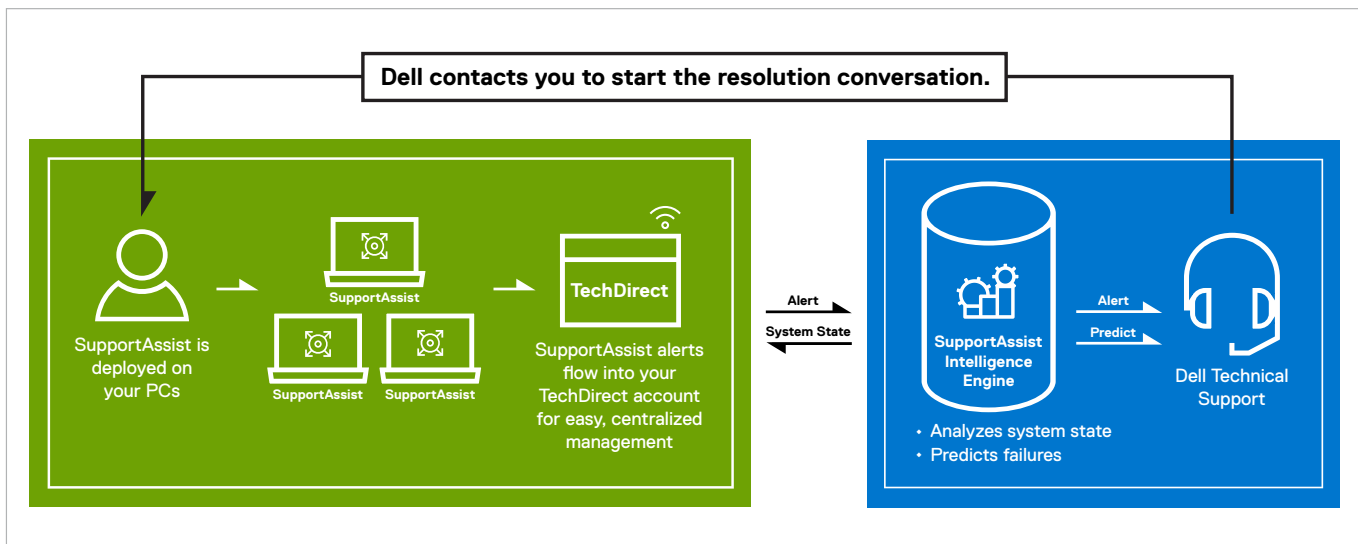 Dell contacts you to start the resolution conversation.
SupportAssist is
deployed on
your PCs
SupportAssist
SupportAssist
SupportAssist
TechDirect
SupportAssist alerts
flow into your
TechDirect account
for easy, centralized
management
Alert
System State
SupportAssist
Intelligence
Engine
• Analyzes system state
• Predicts failures
Alert
Predict
Dell Technical
Support